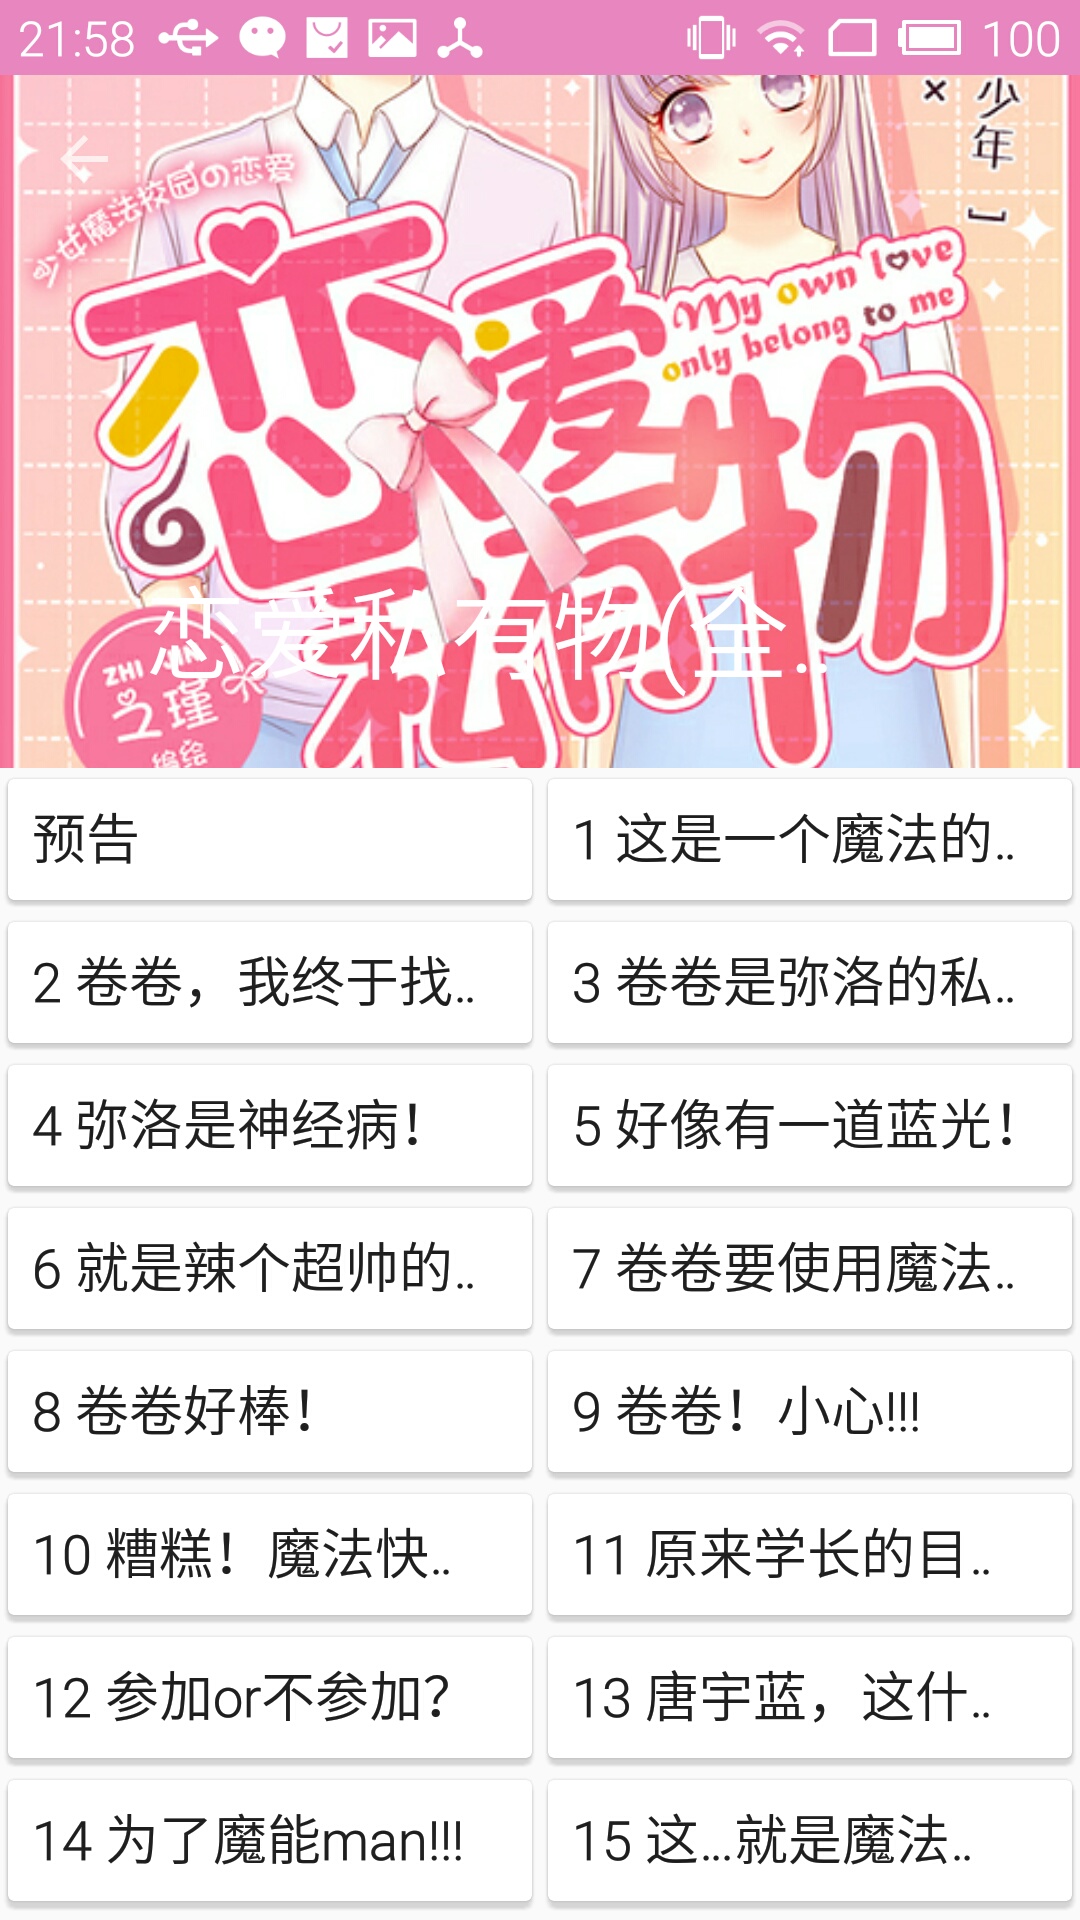 21:58
100
少年
×
」
少女魔法校园の恋爱
恋爱
My own love
only belong to me
私有物
恋爱私有物(全..
ZHI JIN
之瑾
编绘
预告
1 这是一个魔法的..
2 卷卷，我终于找..
3 卷卷是弥洛的私..
4 弥洛是神经病！
5 好像有一道蓝光！
6 就是辣个超帅的..
7 卷卷要使用魔法..
8 卷卷好棒！
9 卷卷！小心!!!
10 糟糕！魔法快..
11 原来学长的目..
12 参加or不参加？
13 唐宇蓝，这什..
14 为了魔能man!!!
15 这...就是魔法..